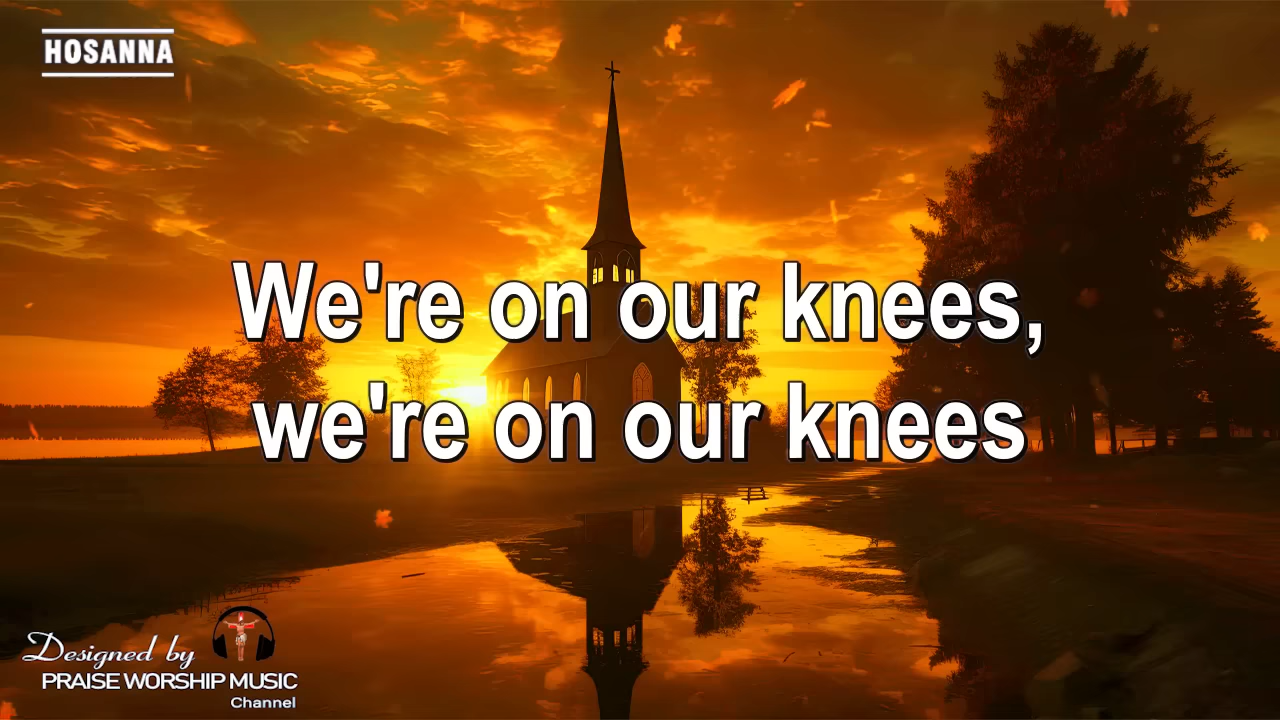 HOSANNA
We're on our knees,
we're on our knees
Designed by
PRAISE WORSHIP MUSIC
Channel